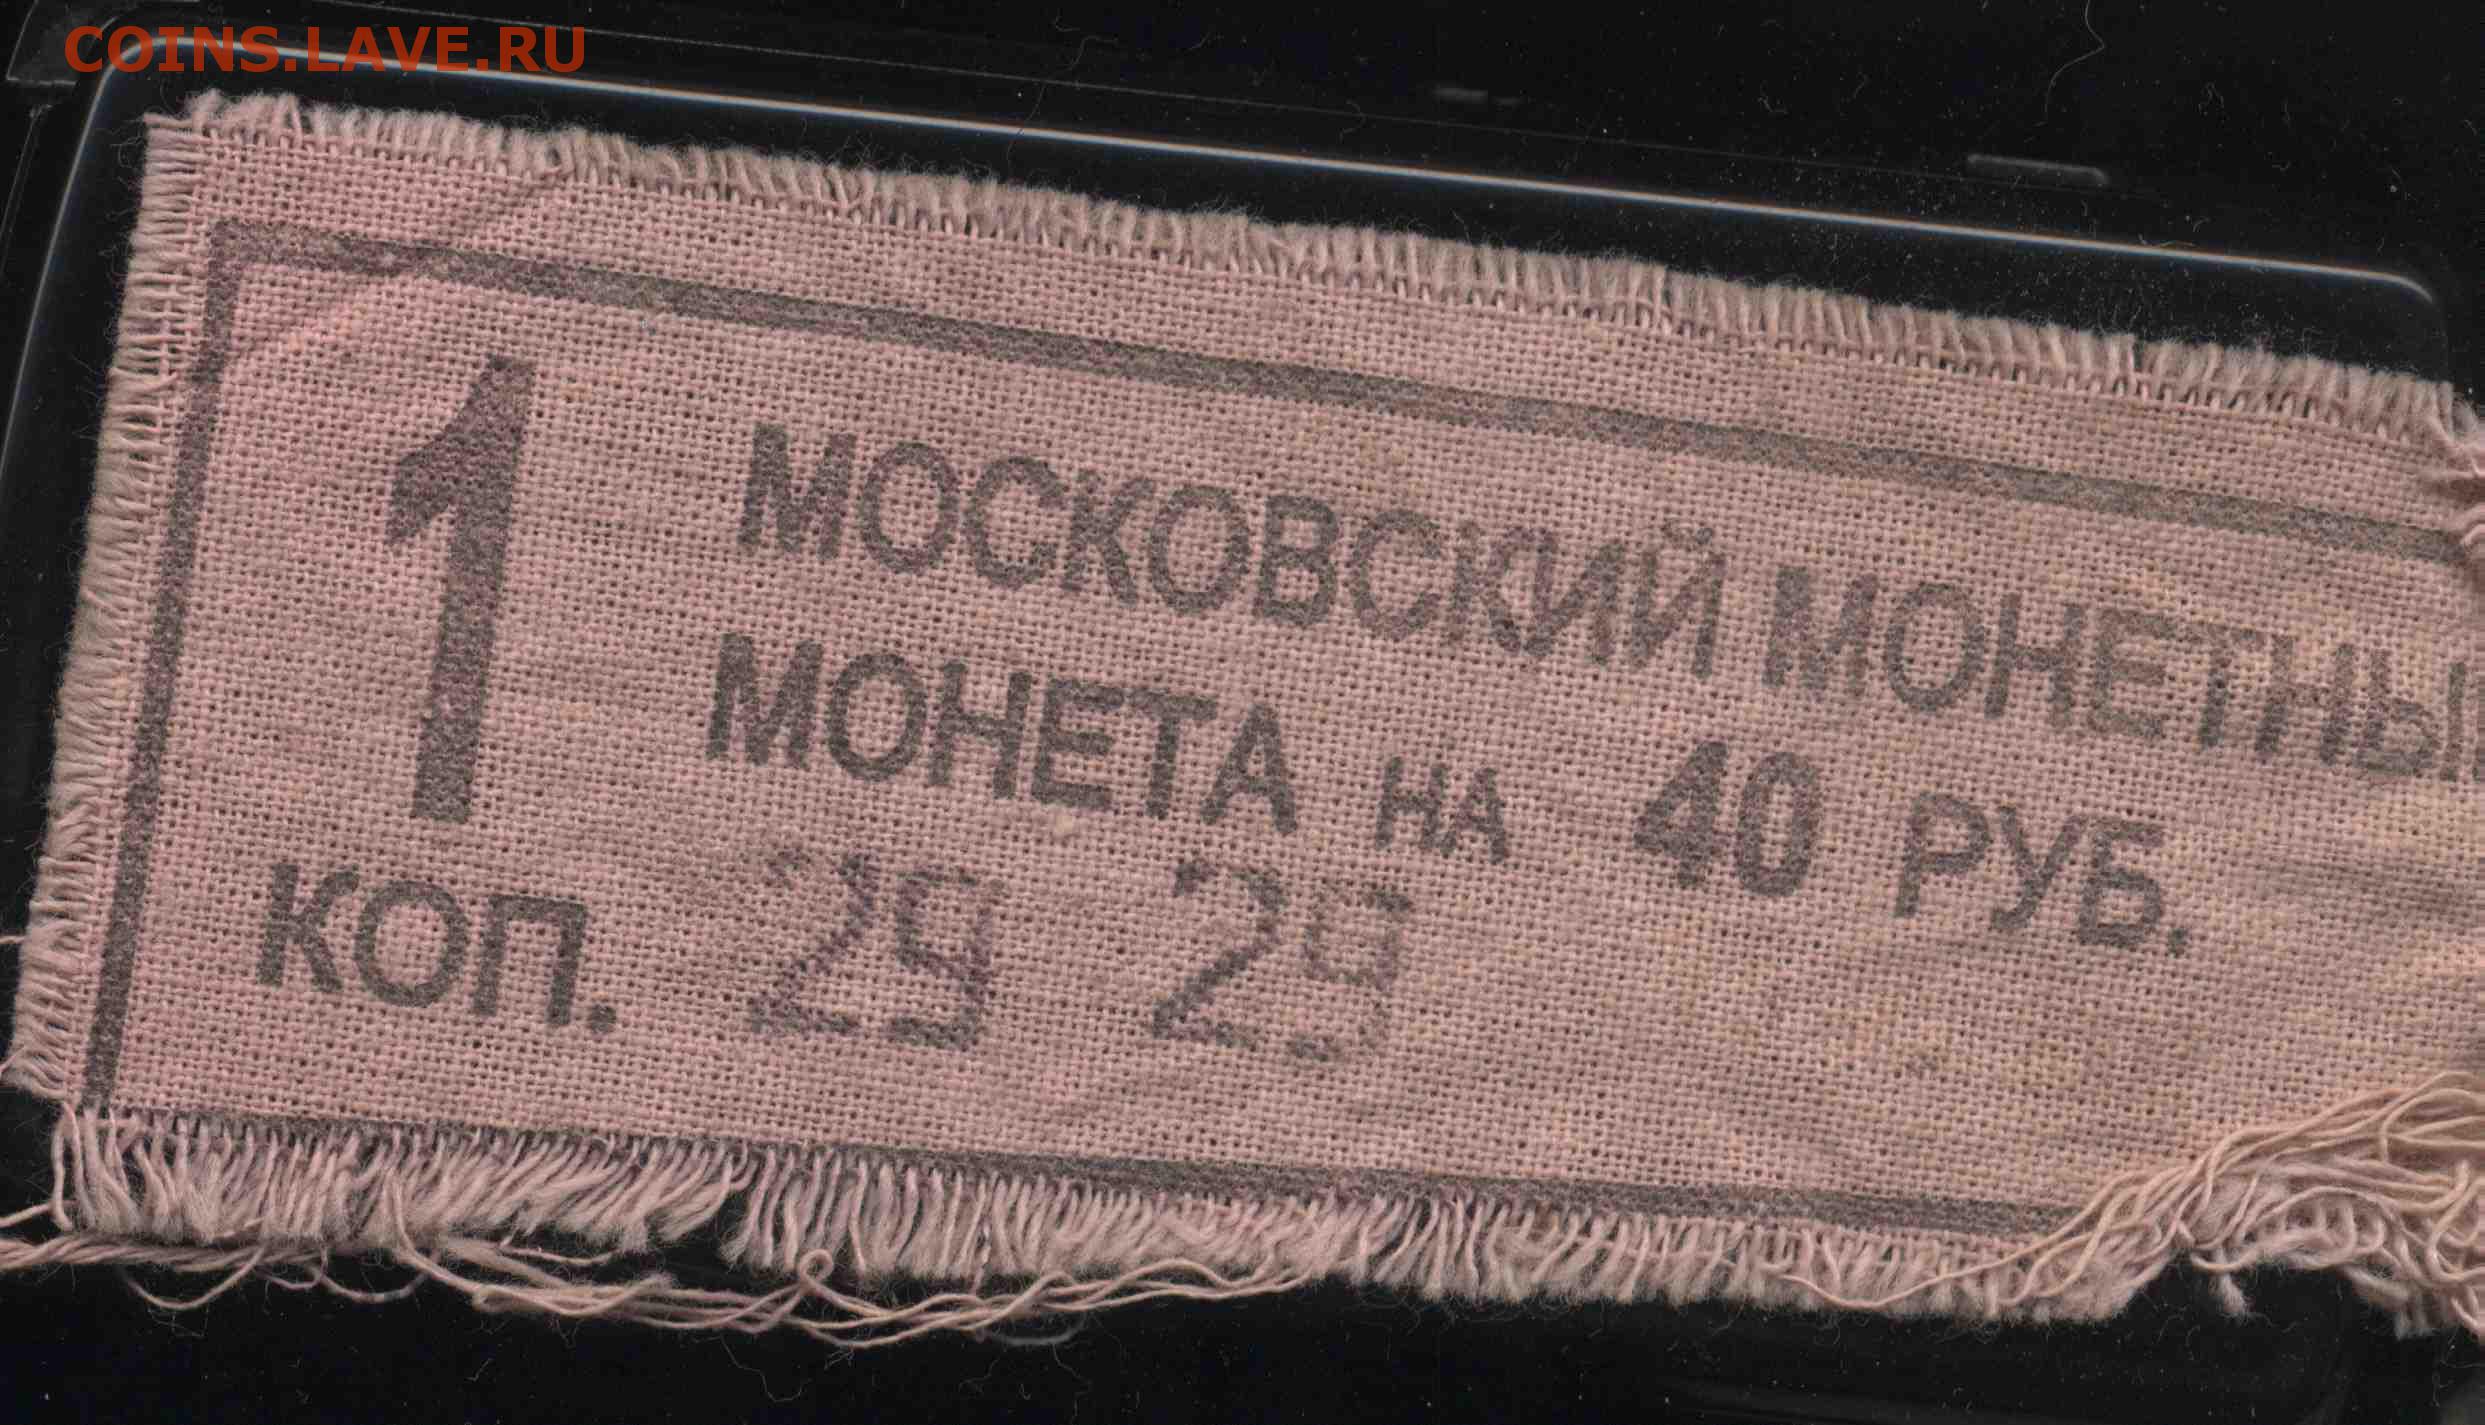 COINS.LAVE.RU
1
КОП.
МОСКОВСКИЙ МОНЕТНЫ
МОНЕТА НА 40 РУБ.
29 29